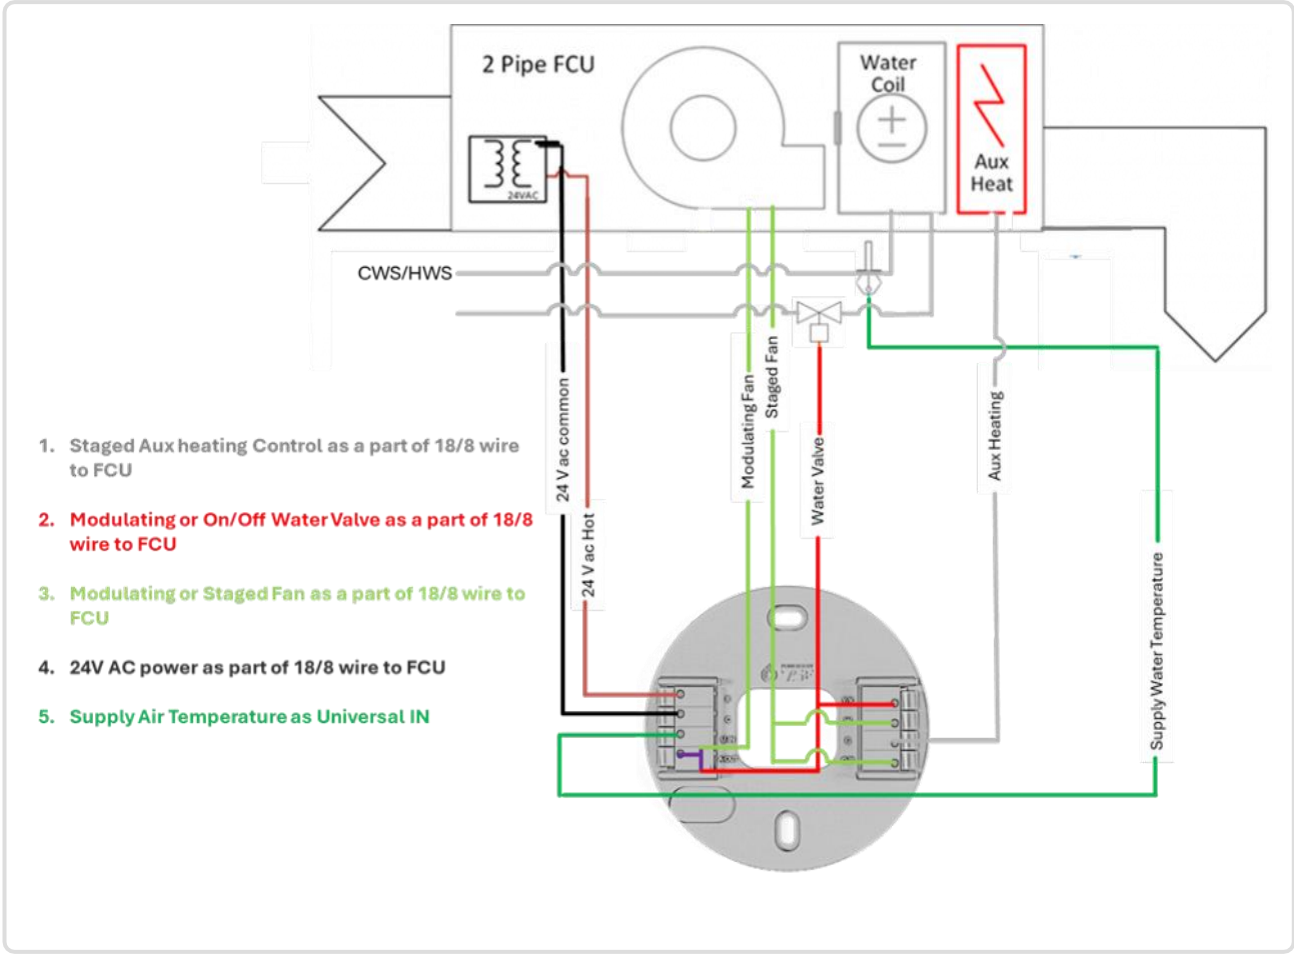 2 Pipe FCU
Water
Coil
Aux
Heat
24VAC
CWS/HWS
24 V ac common
24 V ac Hot
Modulating Fan
Staged Fan
Water Valve
Aux Heating
Supply Water Temperature
1. Staged Aux heating Control as a part of 18/8 wire
to FCU
2. Modulating or On/Off Water Valve as a part of 18/8
wire to FCU
3. Modulating or Staged Fan as a part of 18/8 wire to
FCU
4. 24V AC power as part of 18/8 wire to FCU
5. Supply Air Temperature as Universal IN